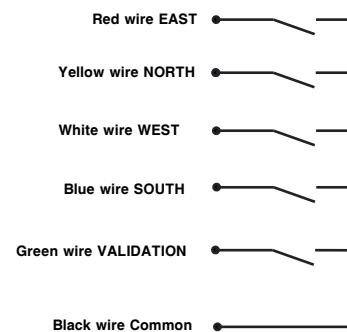 Red wire EAST
Yellow wire NORTH
White wire WEST
Blue wire SOUTH
Green wire VALIDATION
Black wire Common